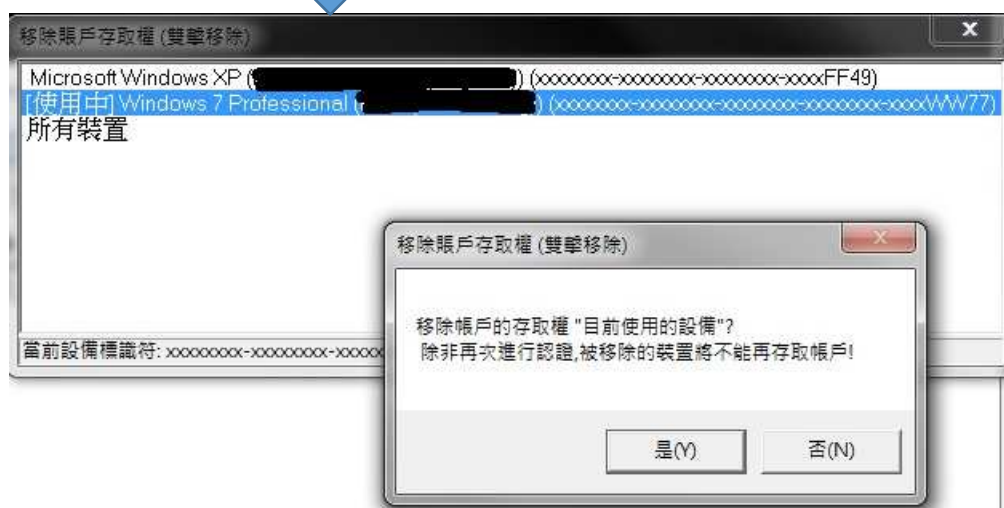 移除賬戶存取權 (雙擊移除)
Microsoft Windows XP () (xxxxxxxx-xxxxxxxx-xxxxxxxx-xxxxFF49)
[使用中] Windows 7 Professional () (xxxxxxxx-xxxxxxxx-xxxxxxxx-xxxxxxxx-xxxxWW77)
所有裝置
當前設備標識符: xxxxxxxx-xxxxxxxx-xxxxx
移除賬戶存取權 (雙擊移除)
移除帳戶的存取權 "目前使用的設備"?
除非再次進行認證,被移除的裝置將不能再存取帳戶!
是(Y)
否(N)